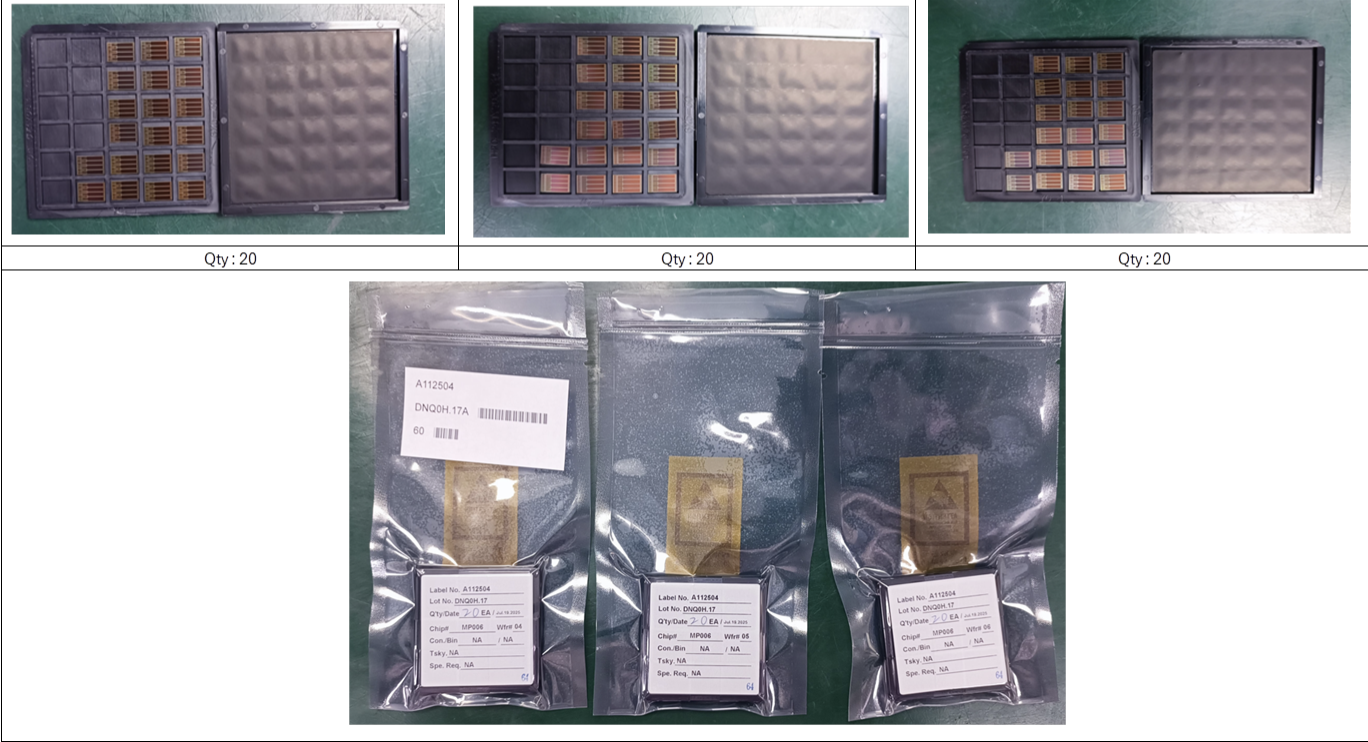 Qty : 20
Qty : 20
Qty : 20
A112504
DNQ0H.17A
60
Label No. A112504
Lot No. DNQ0H.17
Q'ty/Date 20 EA / Jul.19.2023
Chip# MP006 Wfr# 04
Con./Bin NA / NA
Tsky. NA
Spe. Req. NA
Label No. A112504
Lot No. DNQ0H.17
Q'ty/Date 20 EA /
Chip# MP006 Wfr# 05
Con./Bin NA / NA
Tsky. NA
Spe. Req. NA
Label No. A112504
Lot No. DNQ0H.17
Q'ty/Date 20 EA /
Chip# MP006 Wfr# 06
Con./Bin NA / NA
Tsky. NA
Spe. Req. NA